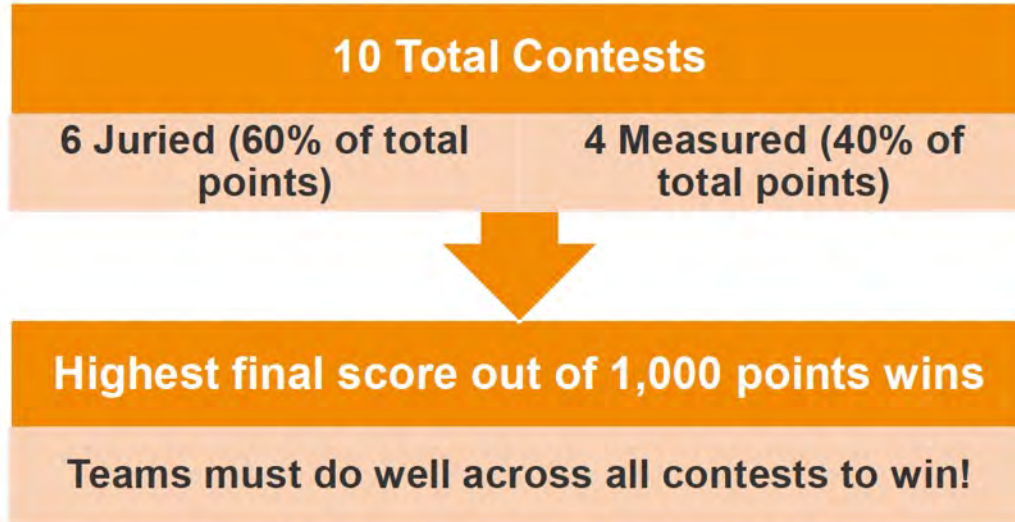 10 Total Contests
6 Juried (60% of total
points)
4 Measured (40% of
total points)
Highest final score out of 1,000 points wins
Teams must do well across all contests to win!